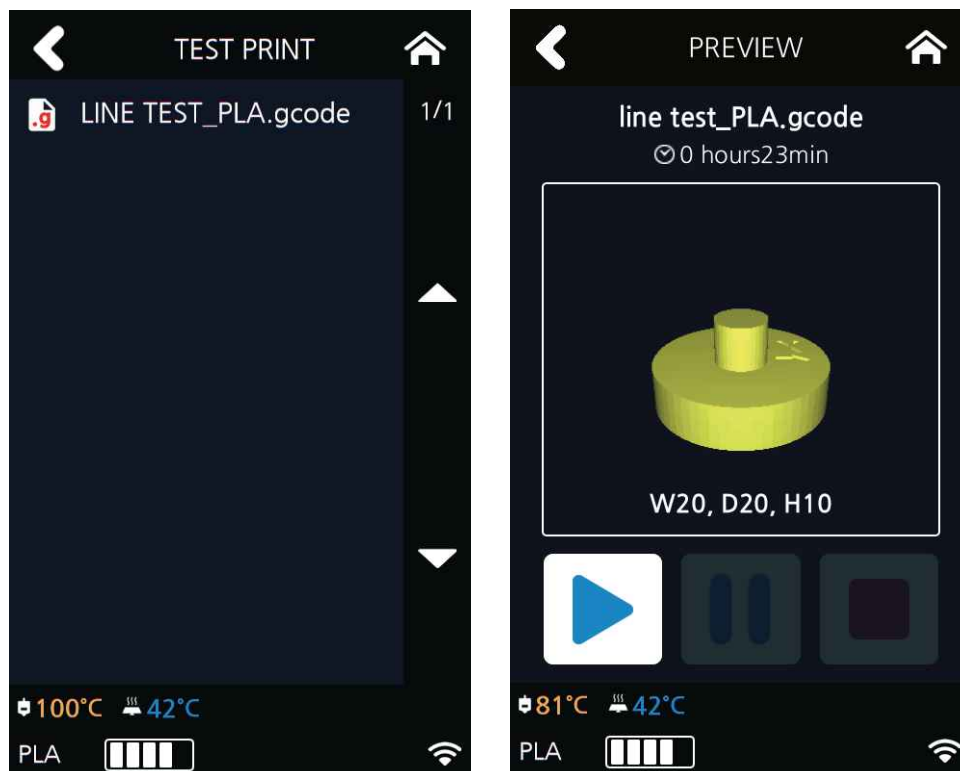 TEST PRINT
.g LINE TEST_PLA.gcode 1/1
100°C 42°C
PLA
PREVIEW
line test_PLA.gcode
0 hours23min
W20, D20, H10
81°C 42°C
PLA